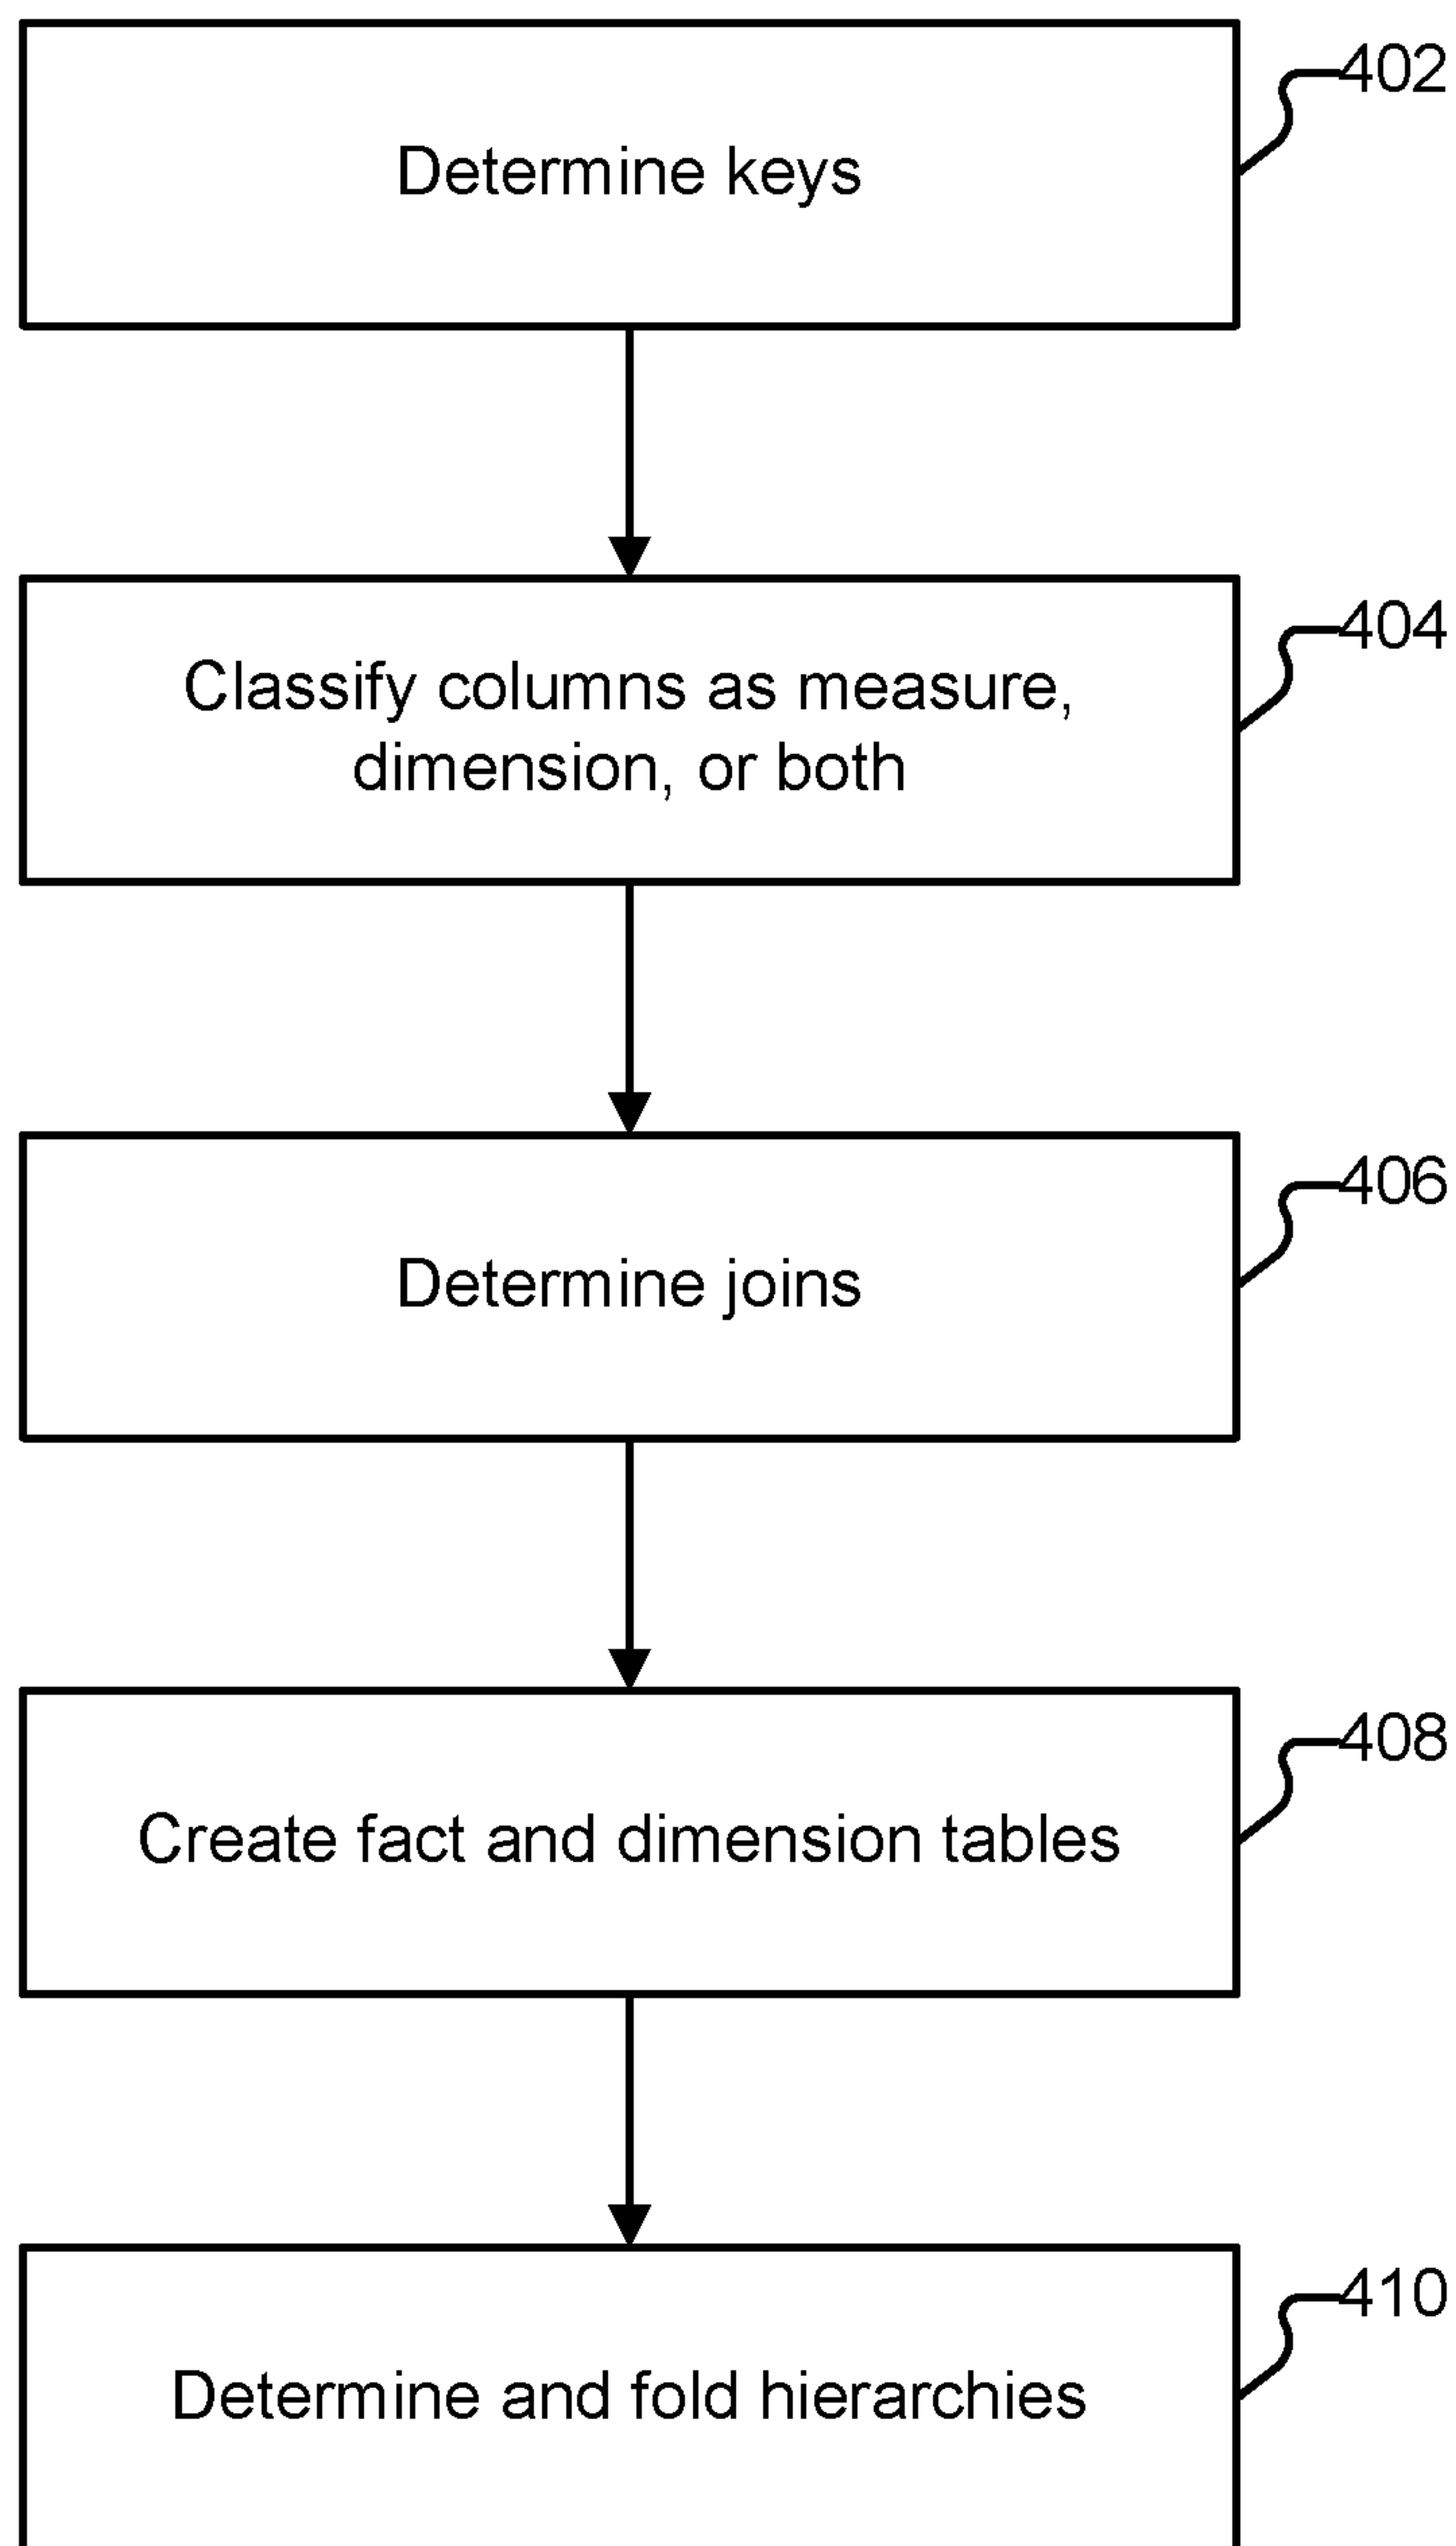 402
Determine keys
404
Classify columns as measure,
dimension, or both
406
Determine joins
408
Create fact and dimension tables
410
Determine and fold hierarchies